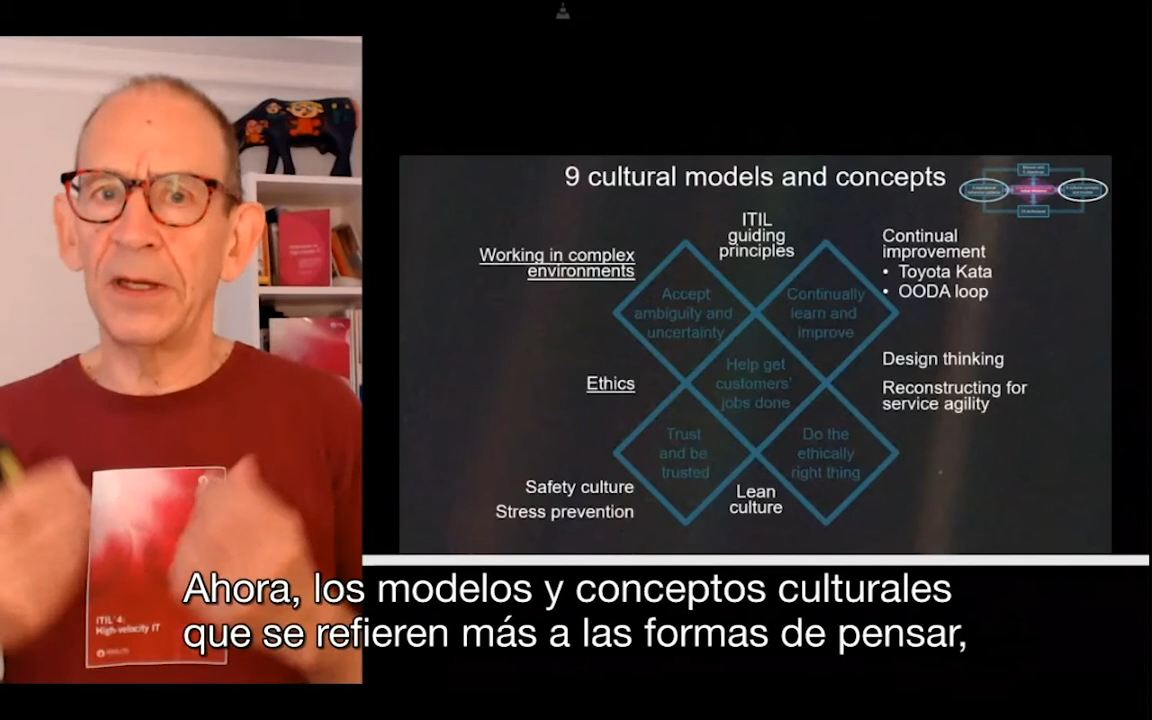 9 cultural models and concepts
ITIL
guiding
principles
Working in complex
environments
Continual
improvement
• Toyota Kata
• OODA loop
Accept
ambiguity and
uncertainty
Continually
learn and
improve
Help get
customers'
jobs done
Design thinking
Ethics
Reconstructing for
service agility
Trust
and be
trusted
Do the
ethically
right thing
Safety culture
Stress prevention
Lean
culture
Ahora, los modelos y conceptos culturales
que se refieren más a las formas de pensar,
ITIL 4:
High-velocity IT